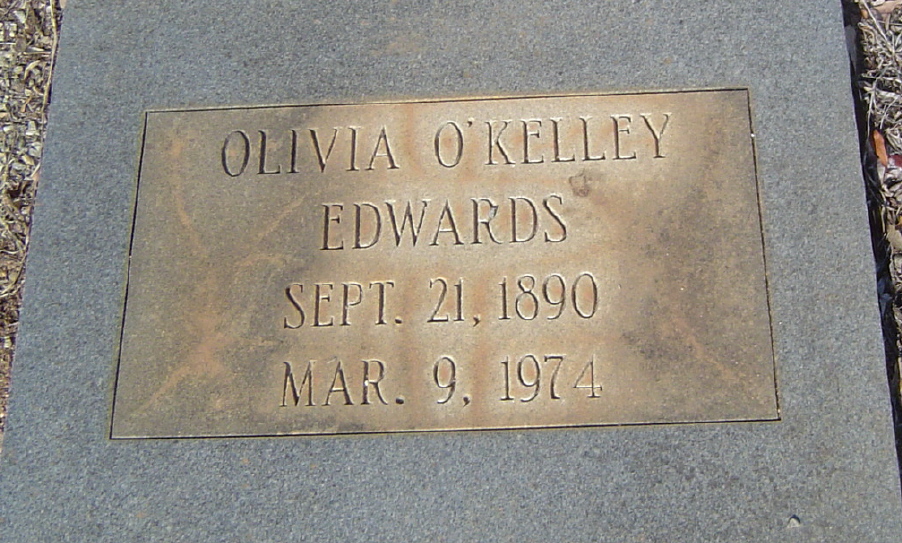 OLIVIA O'KELLEY
EDWARDS
SEPT. 21, 1890
MAR. 9, 1974